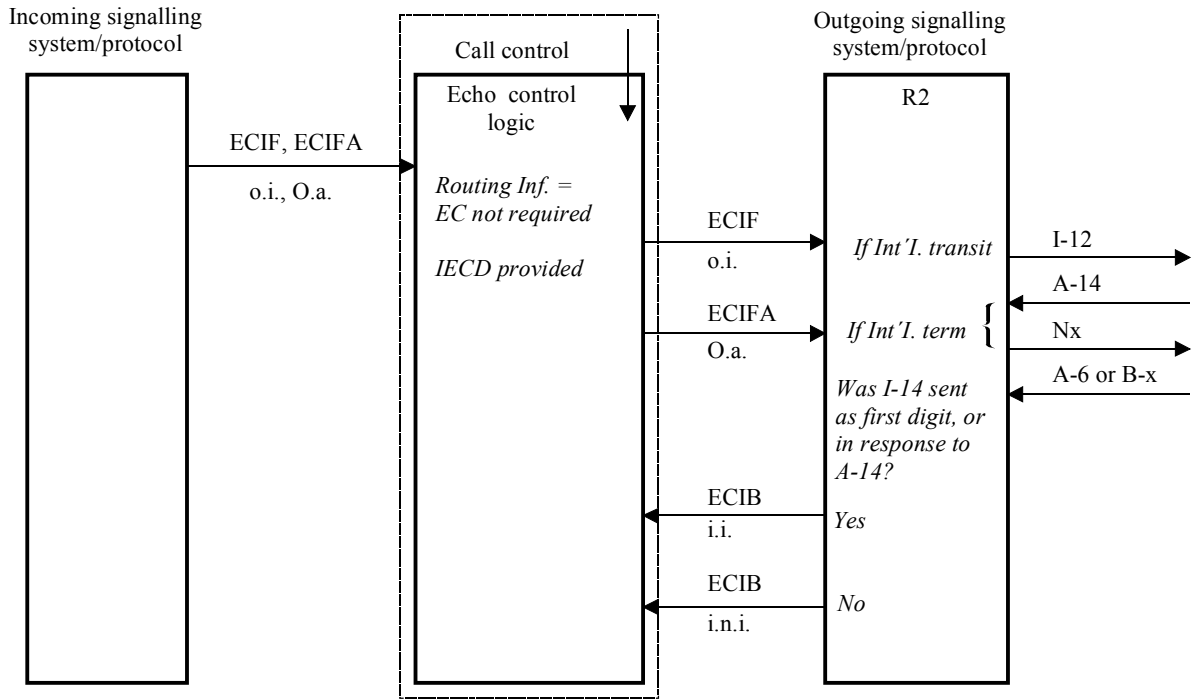 Incoming signalling
system/protocol
ECIF, ECIFA
o.i., O.a.
Call control
Echo control
logic
Routing Inf. =
EC not required
IECD provided
ECIF
o.i.
ECIFA
O.a.
ECIB
i.i.
ECIB
i.n.i.
Outgoing signalling
system/protocol
R2
If Int´I. transit
If Int´I. term {
Was I-14 sent
as first digit, or
in response to
A-14?
Yes
No
I-12
A-14
Nx
A-6 or B-x